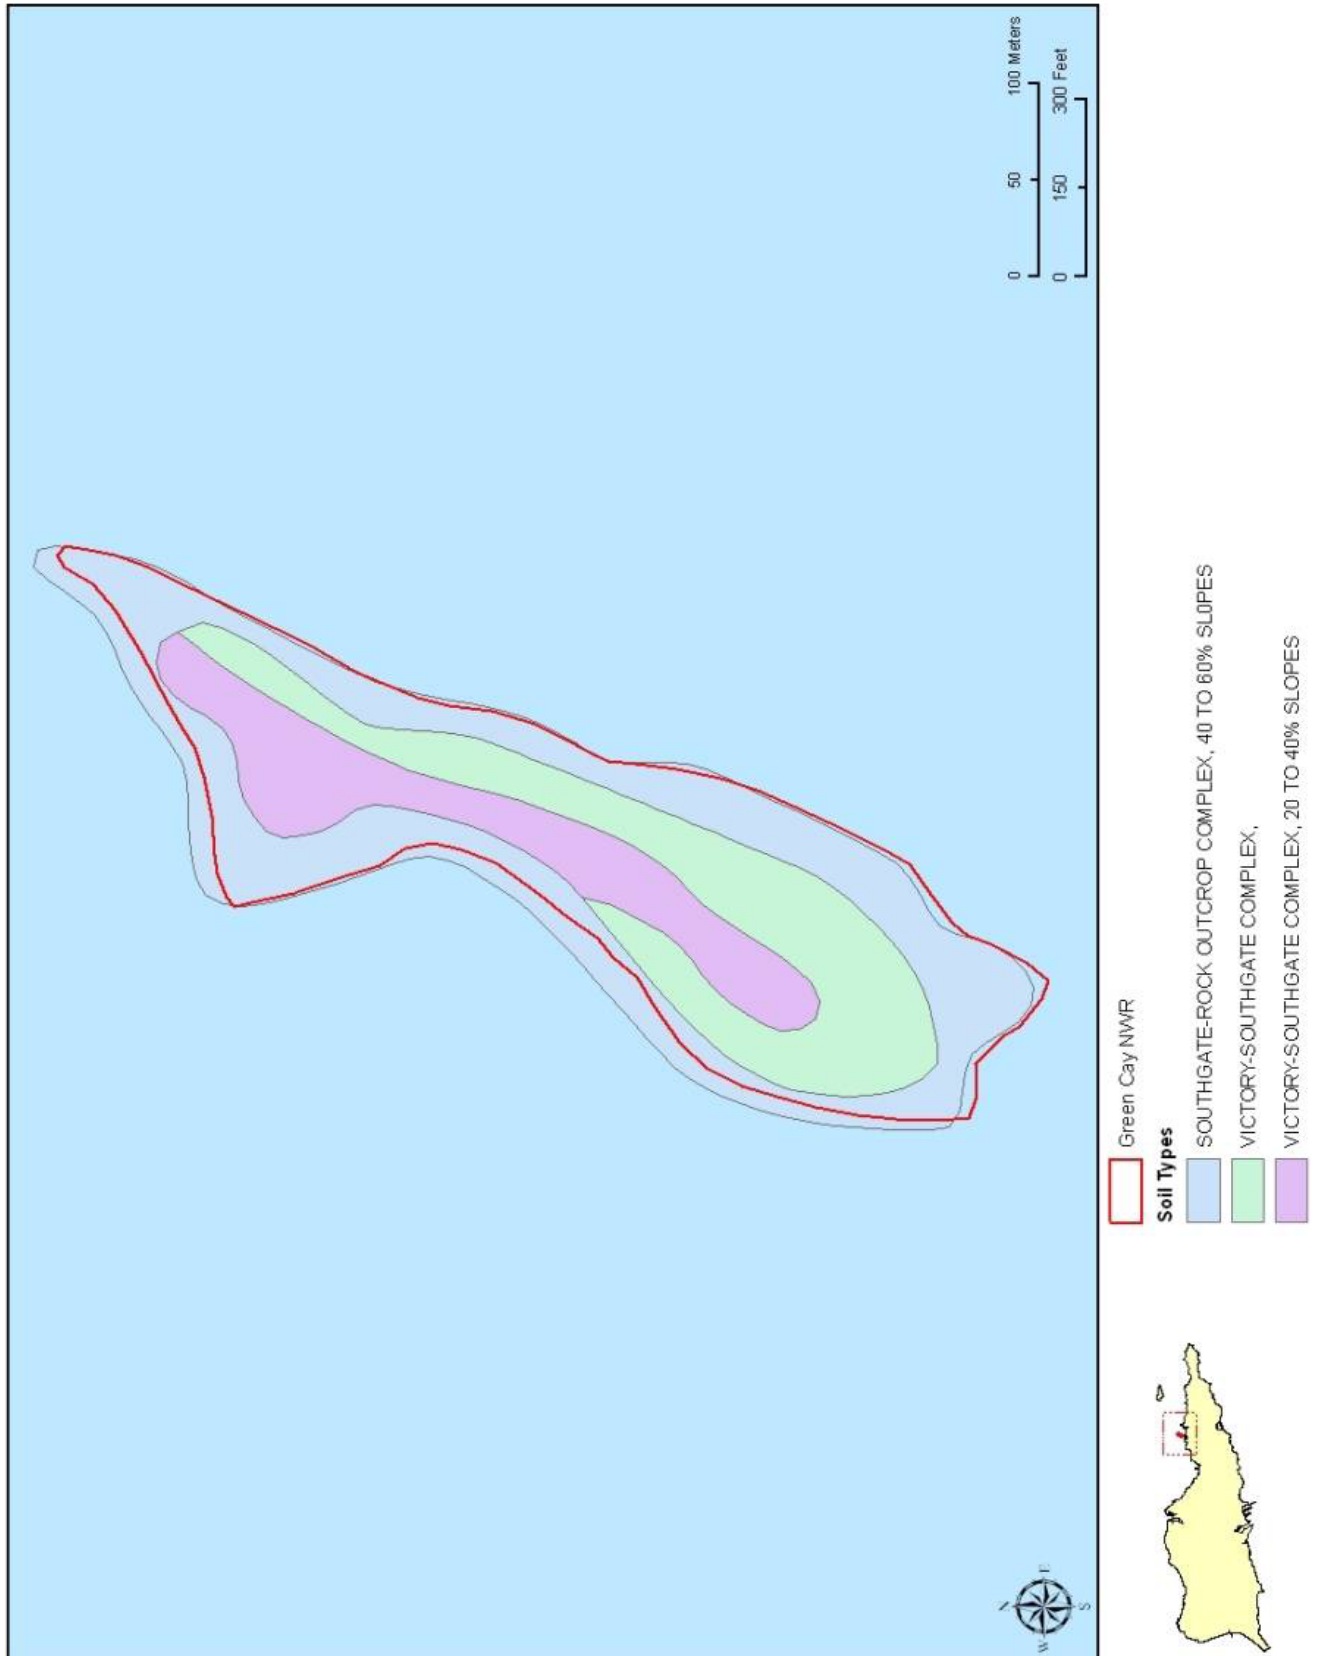 N
W
E
S
0
50
100 Meters
0
150
300 Feet
Green Cay NWR
Soil Types
SOUTHGATE-ROCK OUTCROP COMPLEX, 40 TO 60% SLOPES
VICTORY-SOUTHGATE COMPLEX,
VICTORY-SOUTHGATE COMPLEX, 20 TO 40% SLOPES